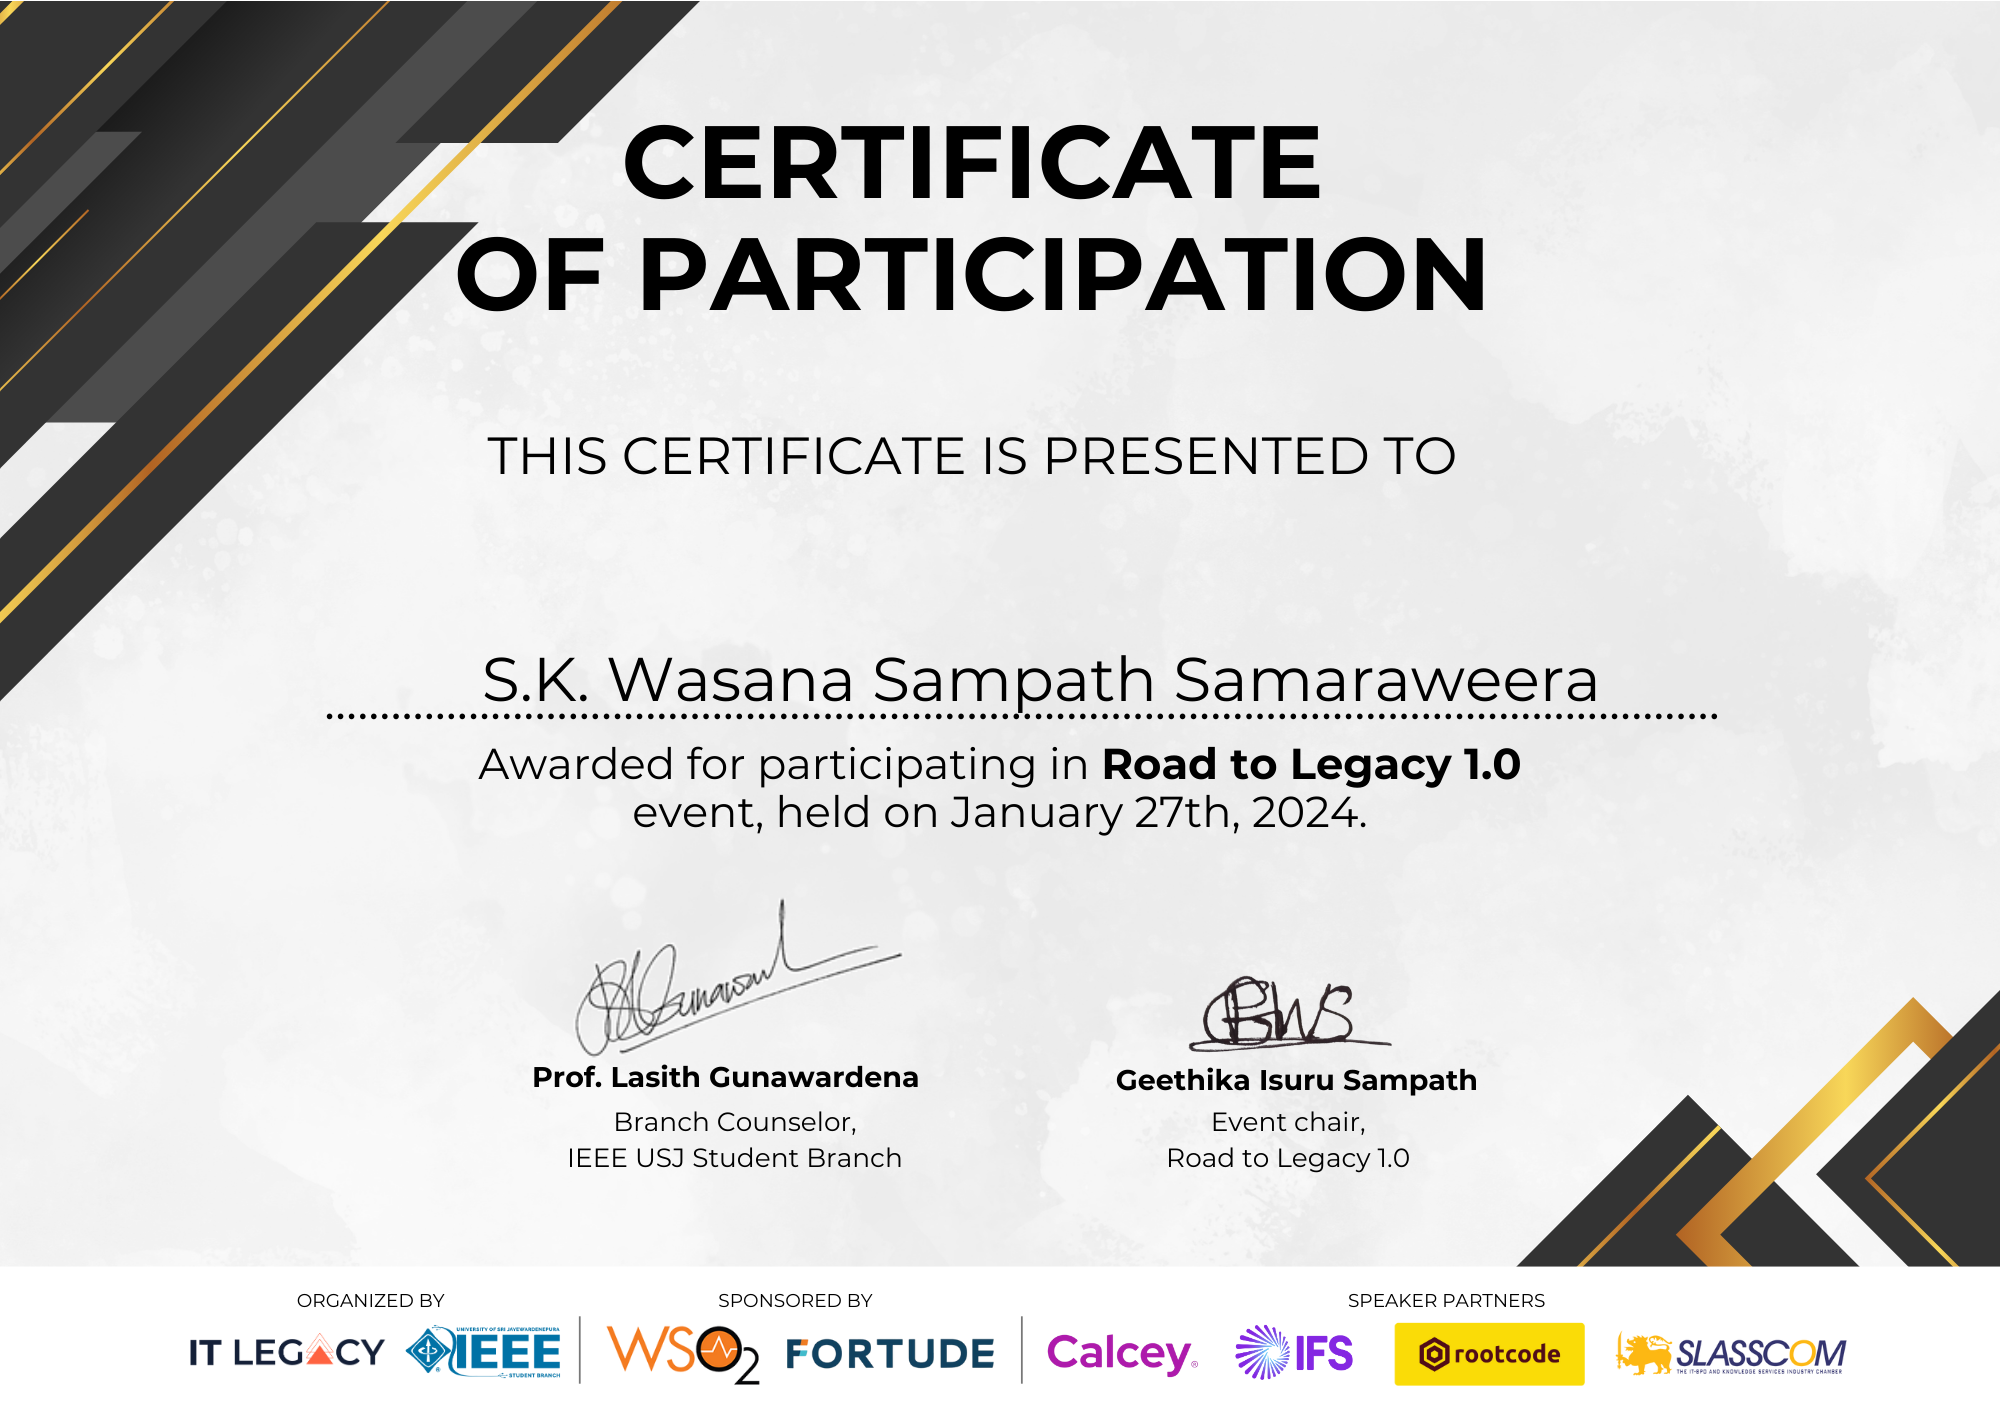 CERTIFICATE
OF PARTICIPATION
THIS CERTIFICATE IS PRESENTED TO
S.K. Wasana Sampath Samaraweera
Awarded for participating in Road to Legacy 1.0
event, held on January 27th, 2024.
Prof. Lasith Gunawardena
Branch Counselor,
IEEE USJ Student Branch
Geethika Isuru Sampath
Event chair,
Road to Legacy 1.0
ORGANIZED BY
IT LEGACY
UNIVERSITY OF SRI JAYEWARDENEPURA
IEEE
STUDENT BRANCH
SPONSORED BY
WSO2
FORTUDE
SPEAKER PARTNERS
Calcey
IFS
rootcode
SLASSCOM
THE IT-BPO AND KNOWLEDGE SERVICES INDUSTRY CHAMBER